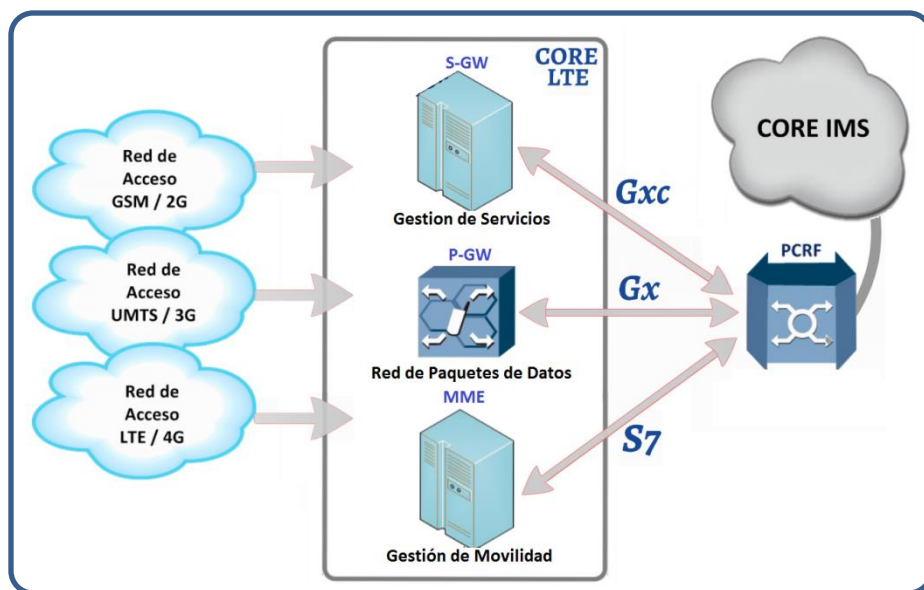 Red de
Acceso
GSM / 2G
Red de
Acceso
UMTS / 3G
Red de
Acceso
LTE / 4G
CORE
LTE
S-GW
Gestion de Servicios
P-GW
Red de Paquetes de Datos
MME
Gestión de Movilidad
Gxc
Gx
S7
CORE IMS
PCRF